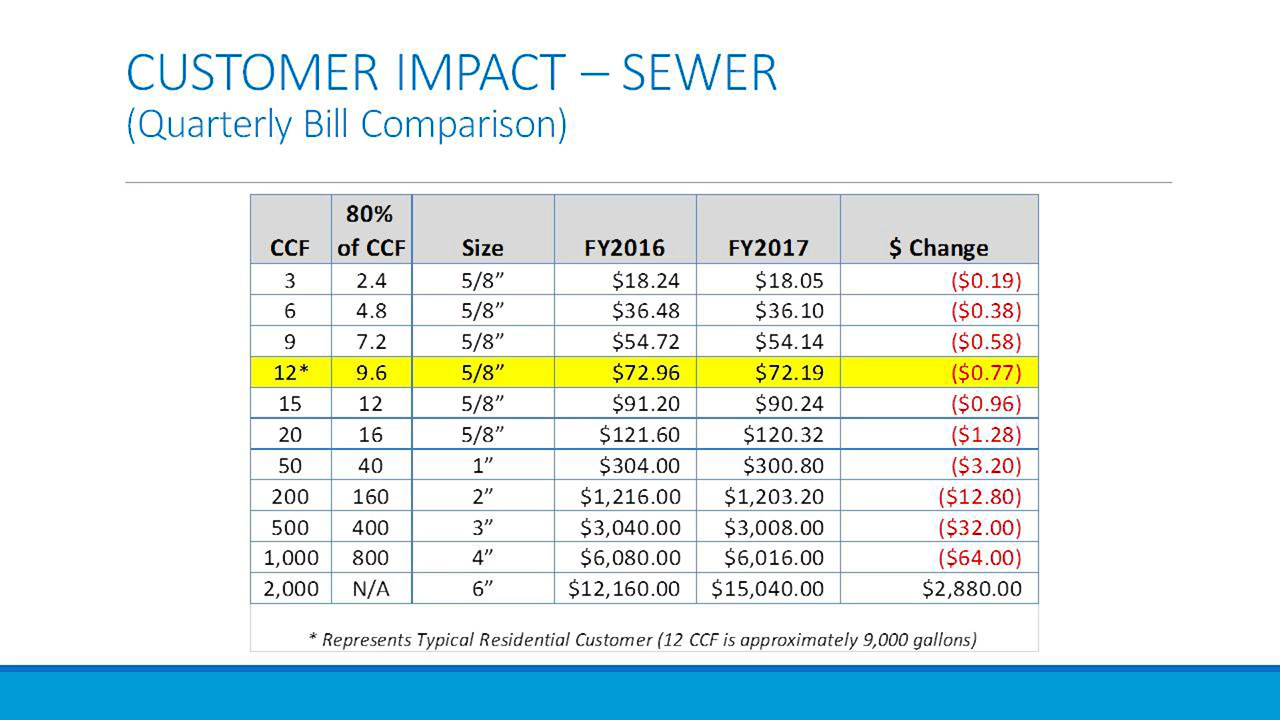 CUSTOMER IMPACT – SEWER
(Quarterly Bill Comparison)
CCF 80% of CCF Size FY2016 FY2017 $ Change
3 2.4 5/8” $18.24 $18.05 ($0.19)
6 4.8 5/8” $36.48 $36.10 ($0.38)
9 7.2 5/8” $54.72 $54.14 ($0.58)
12* 9.6 5/8” $72.96 $72.19 ($0.77)
15 12 5/8” $91.20 $90.24 ($0.96)
20 16 5/8” $121.60 $120.32 ($1.28)
50 40 1” $304.00 $300.80 ($3.20)
200 160 2” $1,216.00 $1,203.20 ($12.80)
500 400 3” $3,040.00 $3,008.00 ($32.00)
1,000 800 4” $6,080.00 $6,016.00 ($64.00)
2,000 N/A 6” $12,160.00 $15,040.00 $2,880.00
* Represents Typical Residential Customer (12 CCF is approximately 9,000 gallons)